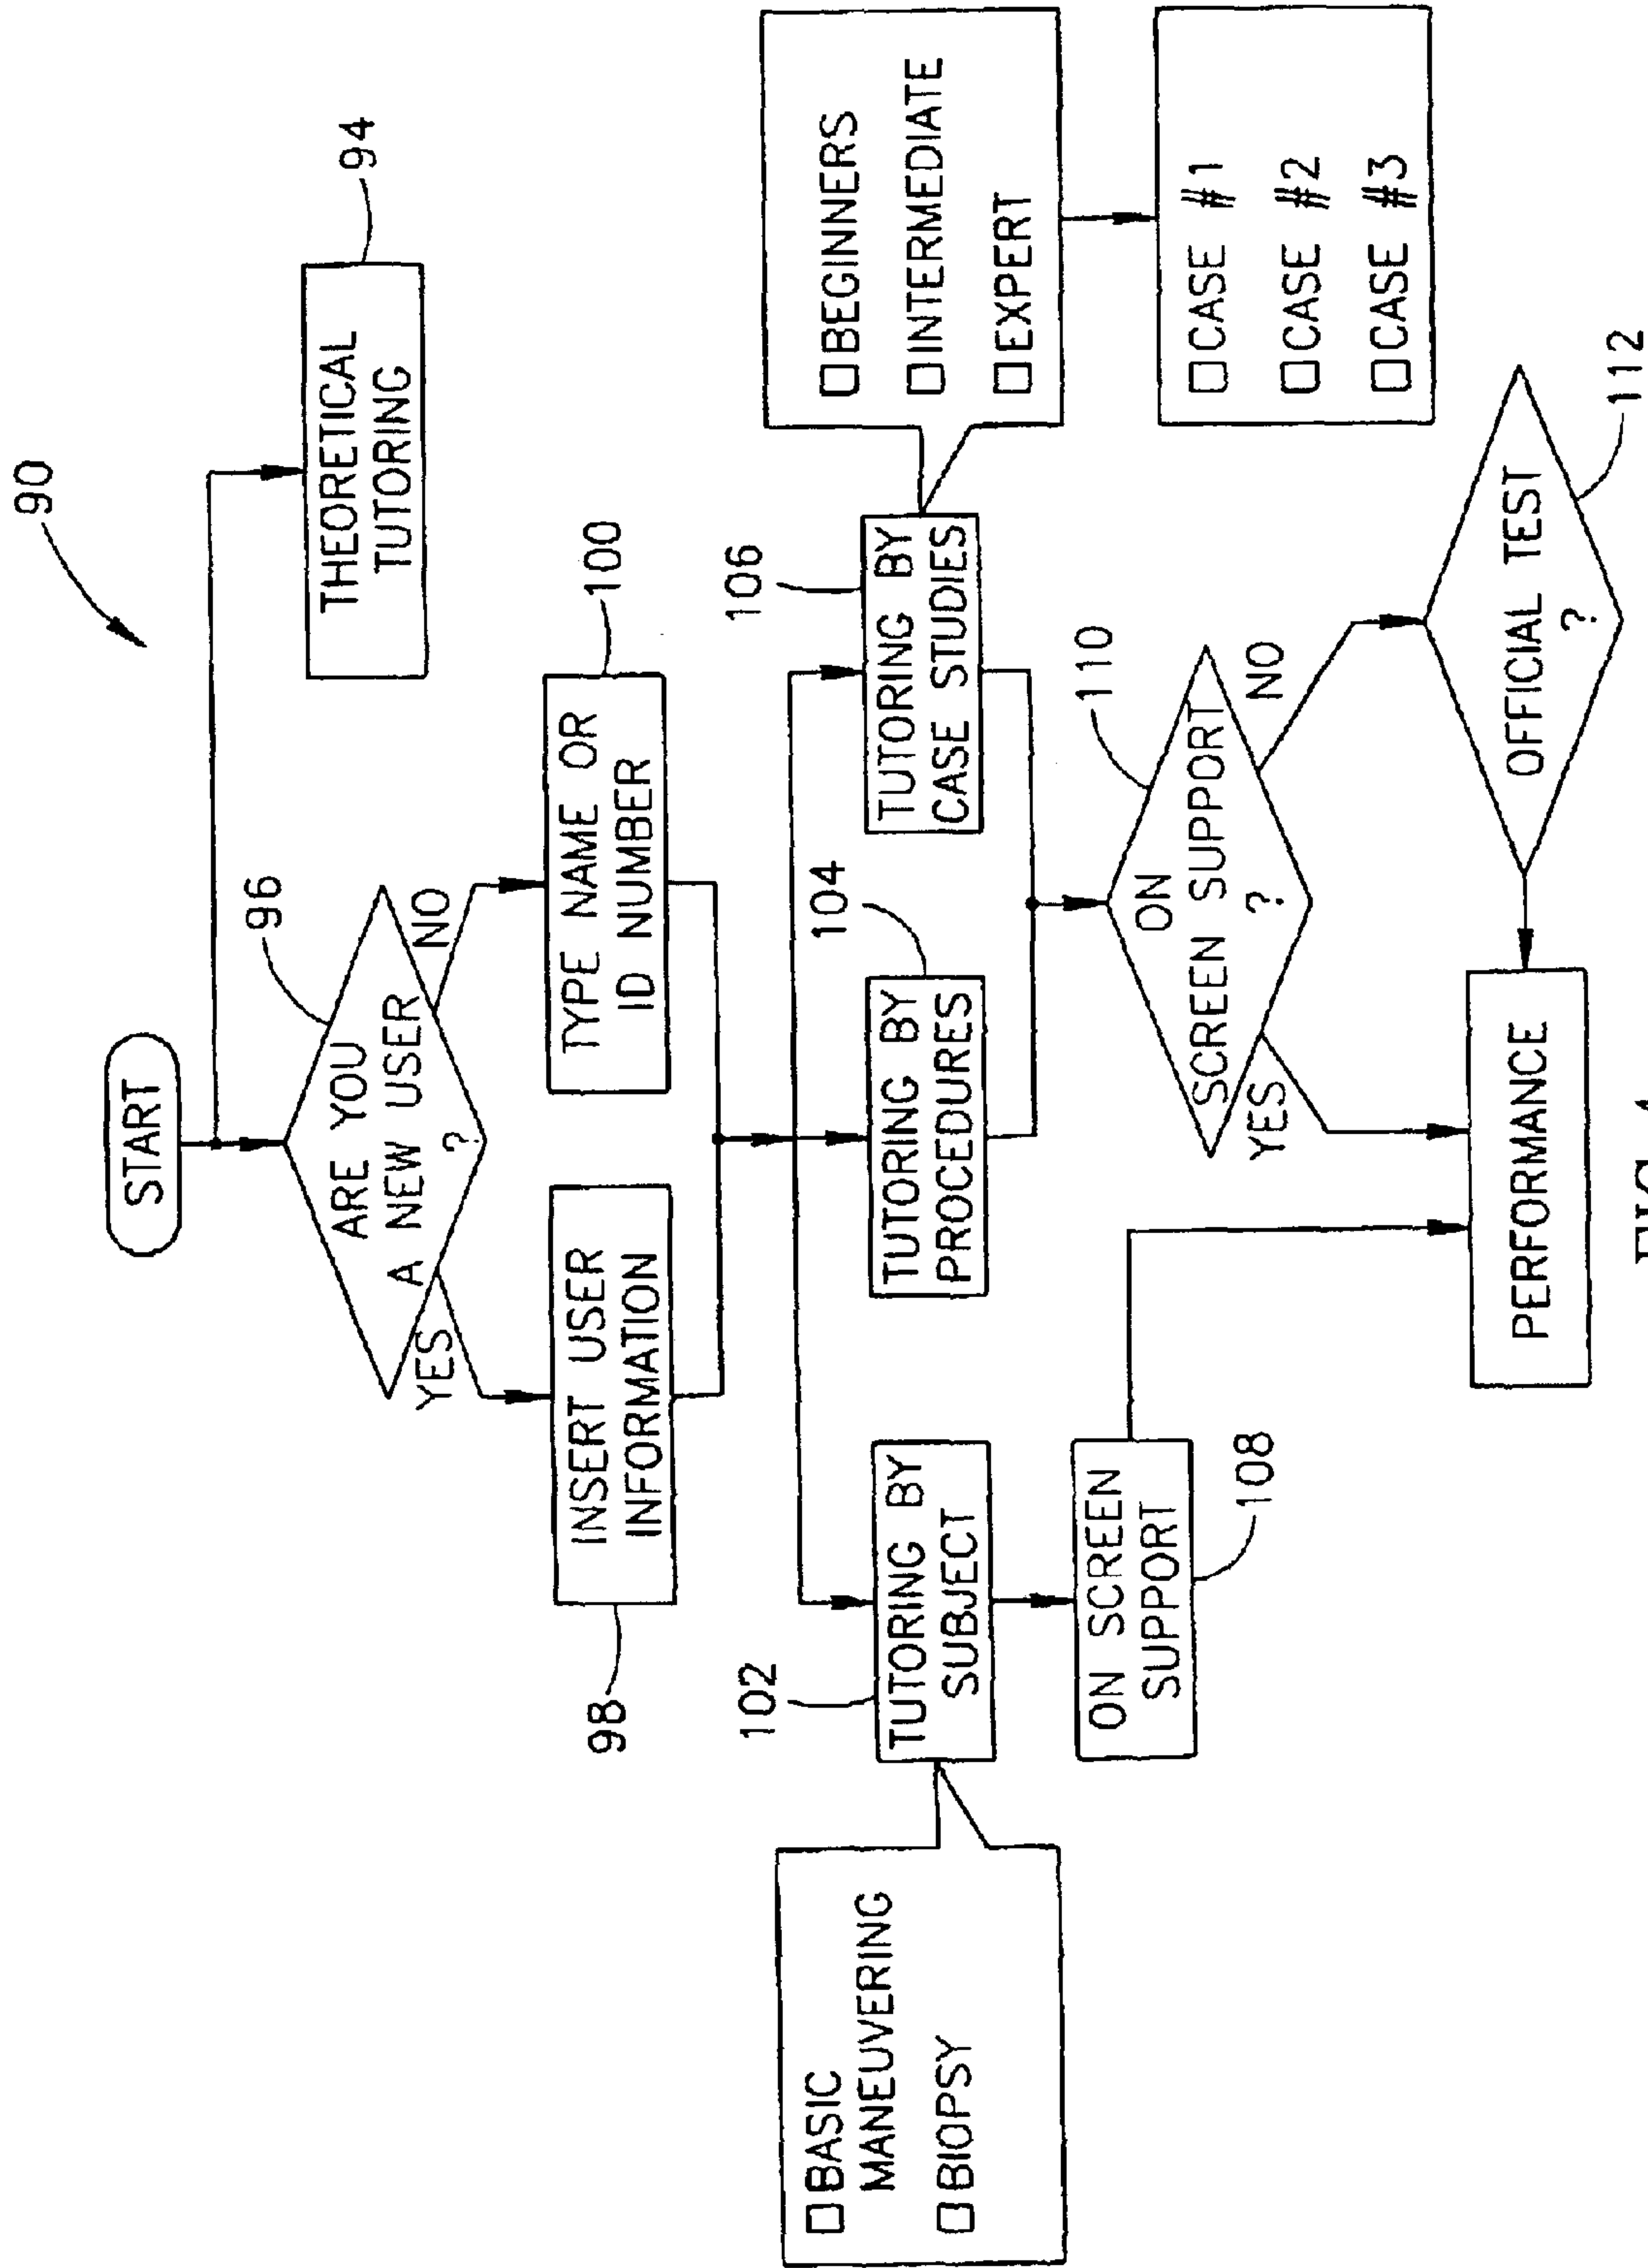 90
START
THEORETICAL
TUTORING
94
ARE YOU
A NEW USER
?
96
YES
NO
INSERT USER
INFORMATION
98
TYPE NAME OR
ID NUMBER
100
BASIC
MANEUVERING
BIOPSY
102
TUTORING BY
SUBJECT
TUTORING BY
PROCEDURES
104
106
TUTORING BY
CASE STUDIES
BEGINNERS
INTERMEDIATE
EXPERT
ON SCREEN
SUPPORT
108
ON
SCREEN SUPPORT
?
110
YES
NO
CASE #1
CASE #2
CASE #3
PERFORMANCE
OFFICIAL TEST
?
112